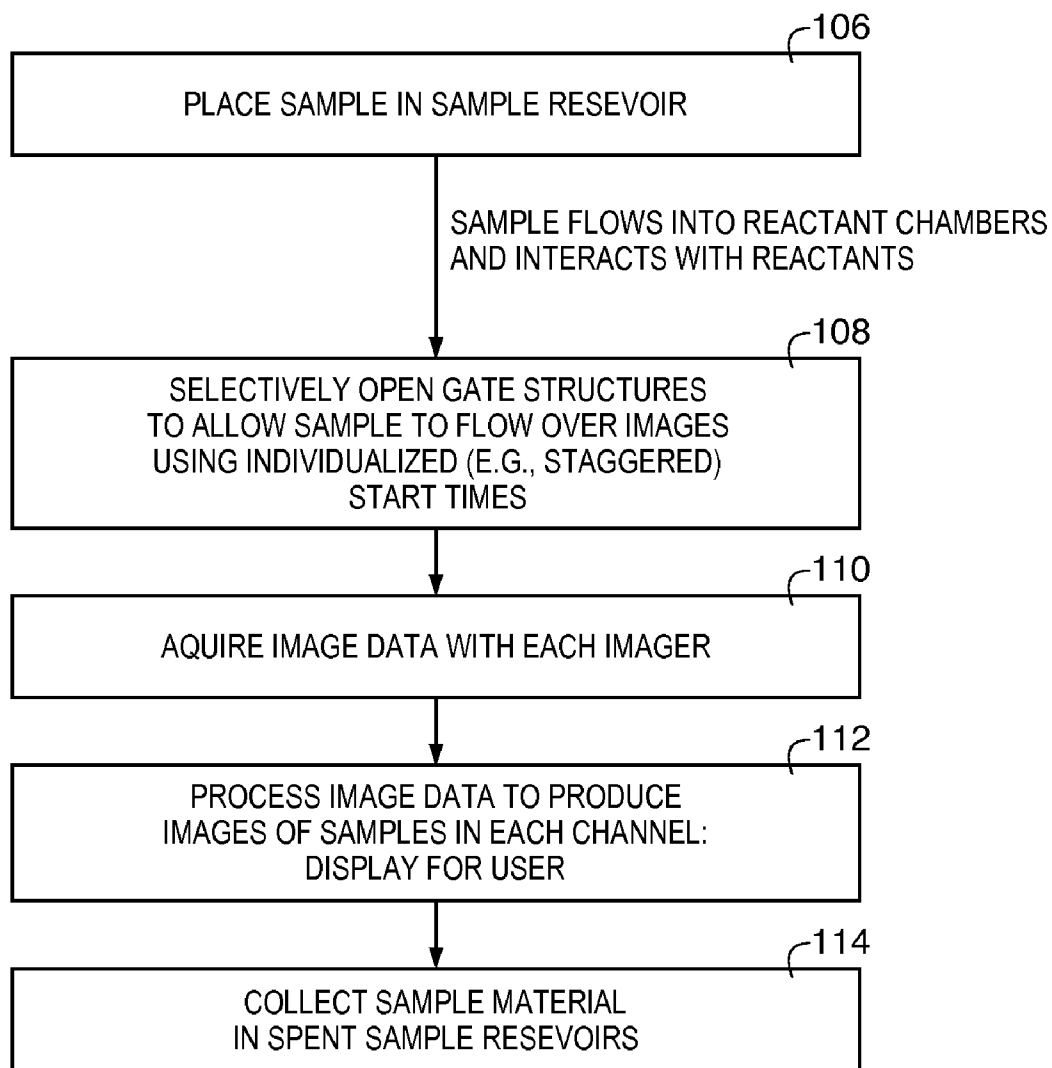 106
PLACE SAMPLE IN SAMPLE RESEVOIR
SAMPLE FLOWS INTO REACTANT CHAMBERS
AND INTERACTS WITH REACTANTS
108
SELECTIVELY OPEN GATE STRUCTURES
TO ALLOW SAMPLE TO FLOW OVER IMAGES
USING INDIVIDUALIZED (E.G., STAGGERED)
START TIMES
110
AQUIRE IMAGE DATA WITH EACH IMAGER
112
PROCESS IMAGE DATA TO PRODUCE
IMAGES OF SAMPLES IN EACH CHANNEL:
DISPLAY FOR USER
114
COLLECT SAMPLE MATERIAL
IN SPENT SAMPLE RESEVOIRS